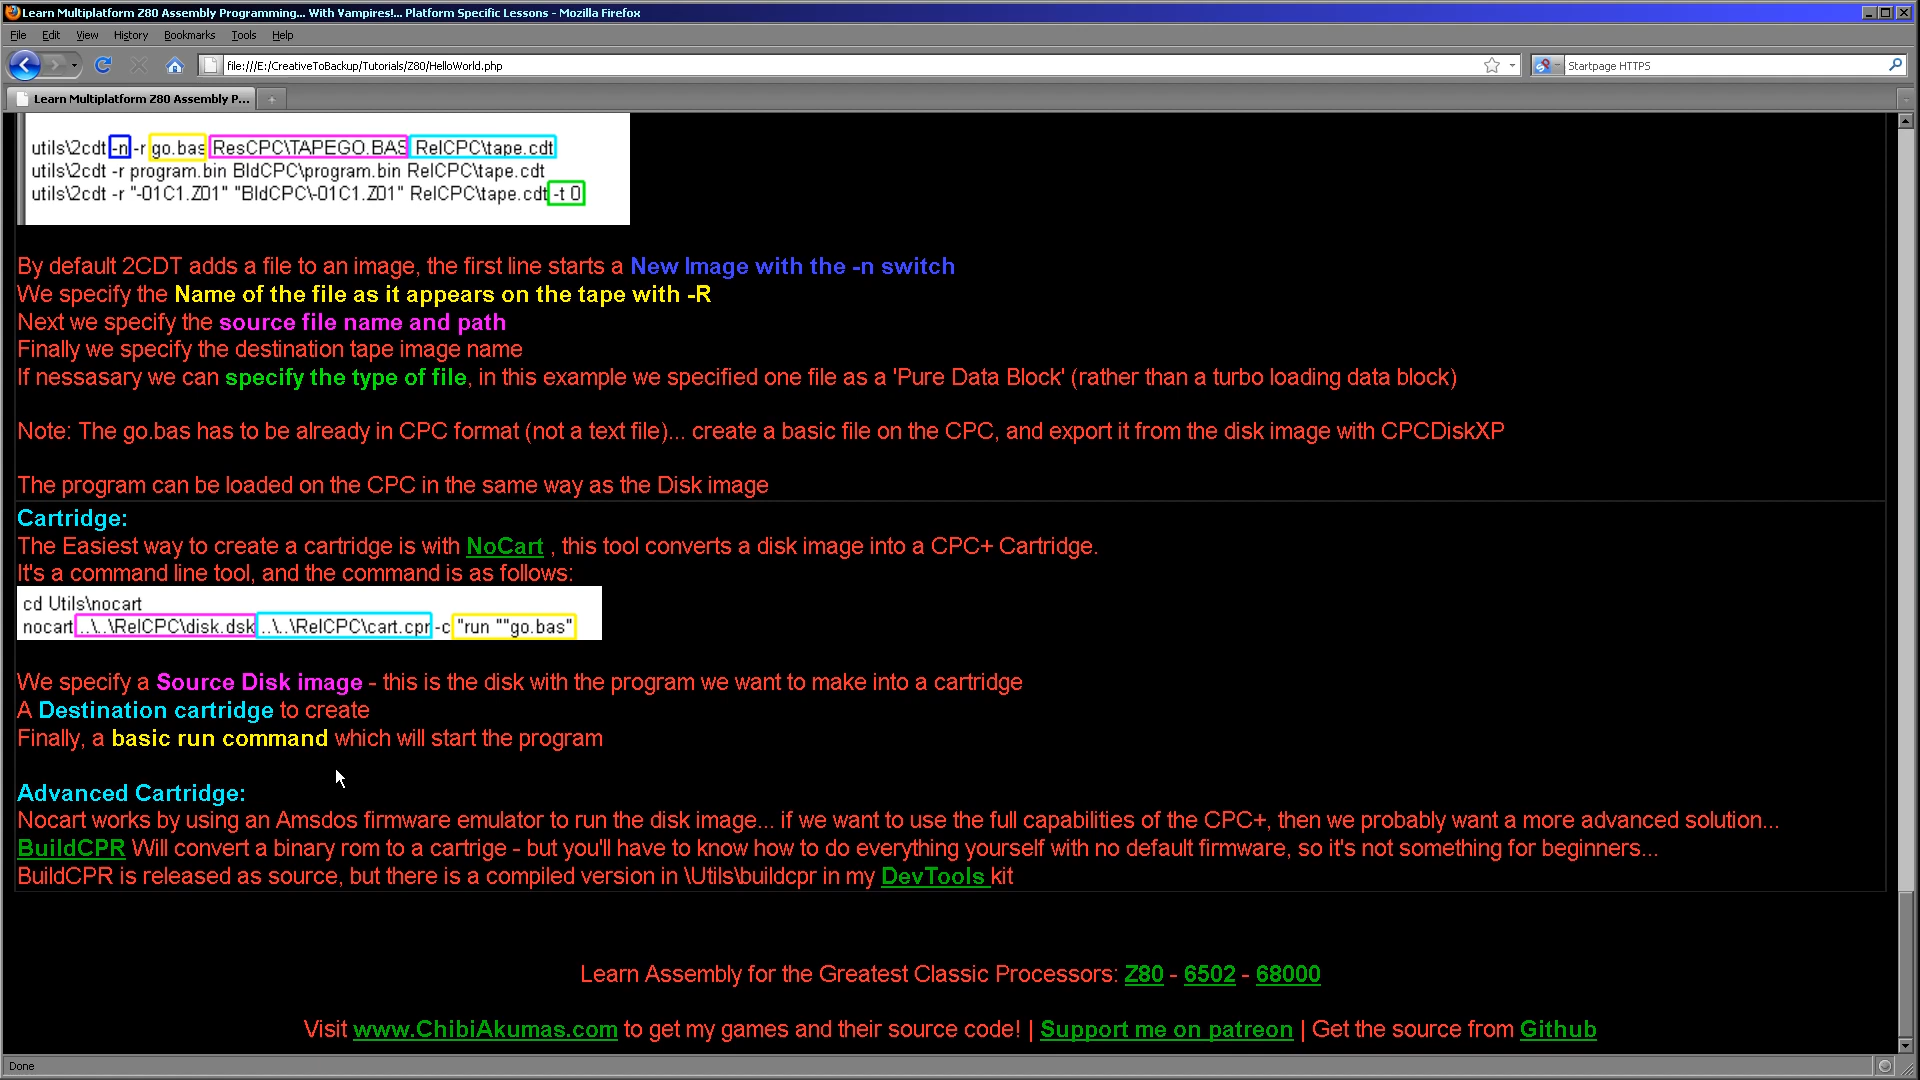 Learn Multiplatform Z80 Assembly Programming... With Vampires!... Platform Specific Lessons - Mozilla Firefox
File Edit View History Bookmarks Tools Help
file:///E:/CreativeToBackup/Tutorials/Z80/HelloWorld.php
Startpage HTTPS
Learn Multiplatform Z80 Assembly P...
utils\2cdt -n -r go.bas ResCPC\TAPEGO.BAS RelCPC\tape.cdt
utils\2cdt -r program.bin BldCPC\program.bin RelCPC\tape.cdt
utils\2cdt -r "-01C1.Z01" "BldCPC\-01C1.Z01" RelCPC\tape.cdt -t 0
By default 2CDT adds a file to an image, the first line starts a New Image with the -n switch
We specify the Name of the file as it appears on the tape with -R
Next we specify the source file name and path
Finally we specify the destination tape image name
If nessasary we can specify the type of file, in this example we specified one file as a 'Pure Data Block' (rather than a turbo loading data block)
Note: The go.bas has to be already in CPC format (not a text file)... create a basic file on the CPC, and export it from the disk image with CPCDiskXP
The program can be loaded on the CPC in the same way as the Disk image
Cartridge:
The Easiest way to create a cartridge is with NoCart , this tool converts a disk image into a CPC+ Cartridge.
It's a command line tool, and the command is as follows:
cd Utils\nocart
nocart ..\..\RelCPC\disk.dsk ..\..\RelCPC\cart.cpr -c "run ""go.bas"
We specify a Source Disk image - this is the disk with the program we want to make into a cartridge
A Destination cartridge to create
Finally, a basic run command which will start the program
Advanced Cartridge:
Nocart works by using an Amsdos firmware emulator to run the disk image... if we want to use the full capabilities of the CPC+, then we probably want a more advanced solution...
BuildCPR Will convert a binary rom to a cartrige - but you'll have to know how to do everything yourself with no default firmware, so it's not something for beginners...
BuildCPR is released as source, but there is a compiled version in \Utils\buildcpr in my DevTools kit
Learn Assembly for the Greatest Classic Processors: Z80 - 6502 - 68000
Visit www.ChibiAkumas.com to get my games and their source code! | Support me on patreon | Get the source from Github
Done